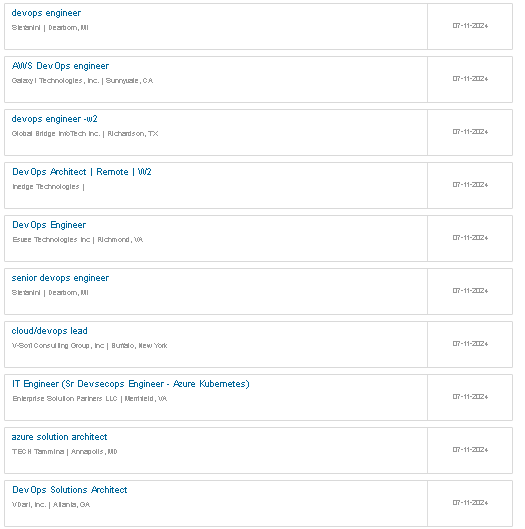 devops engineer
Stefanini | Dearborn, MI
07-11-2024
AWS DevOps engineer
Galaxy I Technologies, Inc. | Sunnyvale, CA
07-11-2024
devops engineer -w2
Global Bridge InfoTech Inc. | Richardson, TX
07-11-2024
DevOps Architect | Remote | W2
Inedge Technologies |
07-11-2024
DevOps Engineer
Technologies Inc | Richmond, VA
07-11-2024
senior devops engineer
Stefanini | Dearborn, MI
07-11-2024
cloud/devops lead
V-Soft Consulting Group, Inc | Buffalo, New York
07-11-2024
IT Engineer (Sr Devsecops Engineer - Azure Kubernetes)
Enterprise Solution Partners LLC | Merrifield, VA
07-11-2024
azure solution architect
TECH Tammina | Annapolis, MD
07-11-2024
DevOps Solutions Architect
VDart, Inc. | Atlanta, GA
07-11-2024